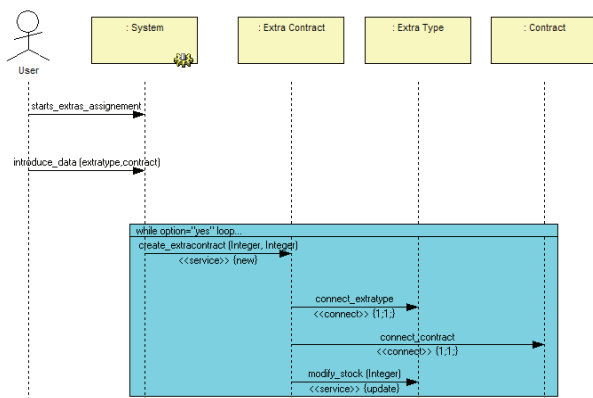 : System
: Extra Contract
: Extra Type
: Contract
User
starts_extras_assignement
introduce_data (extratype,contract)
while option="yes" loop...
create_extracontract (Integer, Integer)
<<service>> {new}
connect_extratype
<<connect>> {1;1;}
connect_contract
<<connect>> {1;1;}
modify_stock (Integer)
<<service>> {update}